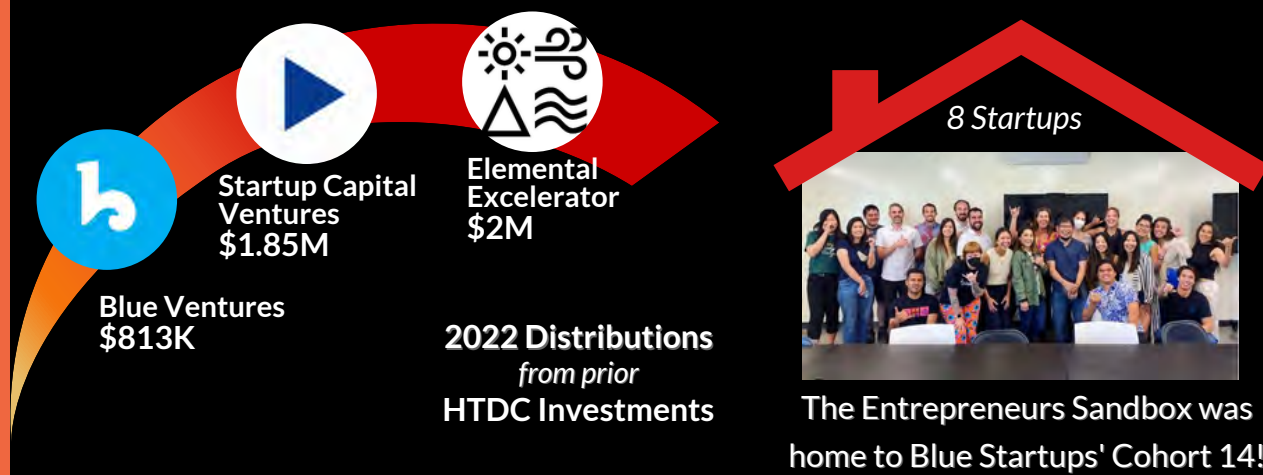 Blue Ventures
$813K
Startup Capital
Ventures
$1.85M
Elemental
Excelerator
$2M
2022 Distributions
from prior
HTDC Investments
8 Startups
The Entrepreneurs Sandbox was
home to Blue Startups' Cohort 14!